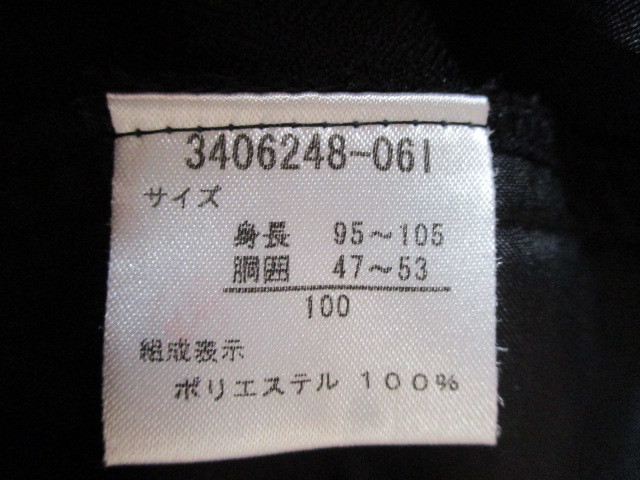 3406248-061
サイズ
身長 95～105
胴囲 47～53
100
組成表示
ポリエステル 100%